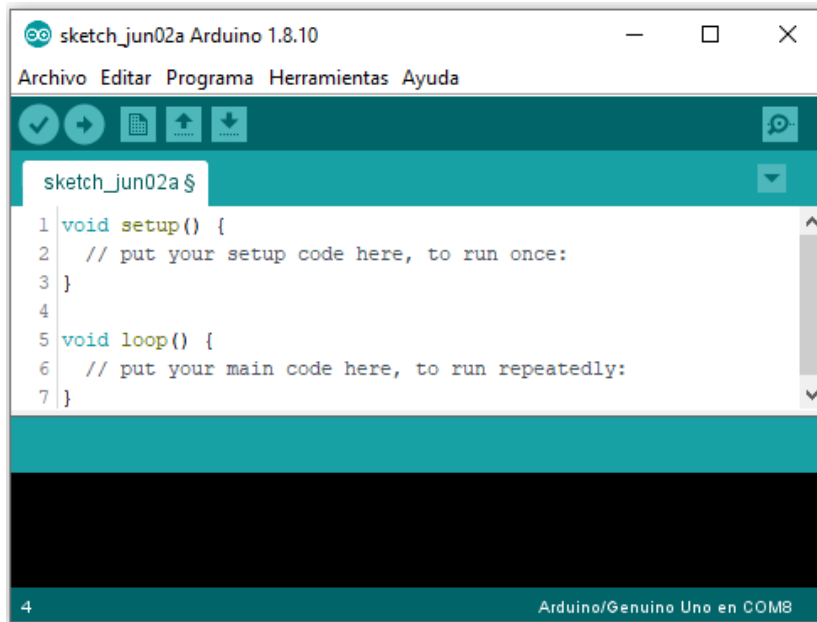 sketch_jun02a Arduino 1.8.10
Archivo Editar Programa Herramientas Ayuda
sketch_jun02a §
1 void setup() {
2 // put your setup code here, to run once:
3 }
4
5 void loop() {
6 // put your main code here, to run repeatedly:
7 }
4 Arduino/Genuino Uno en COM8